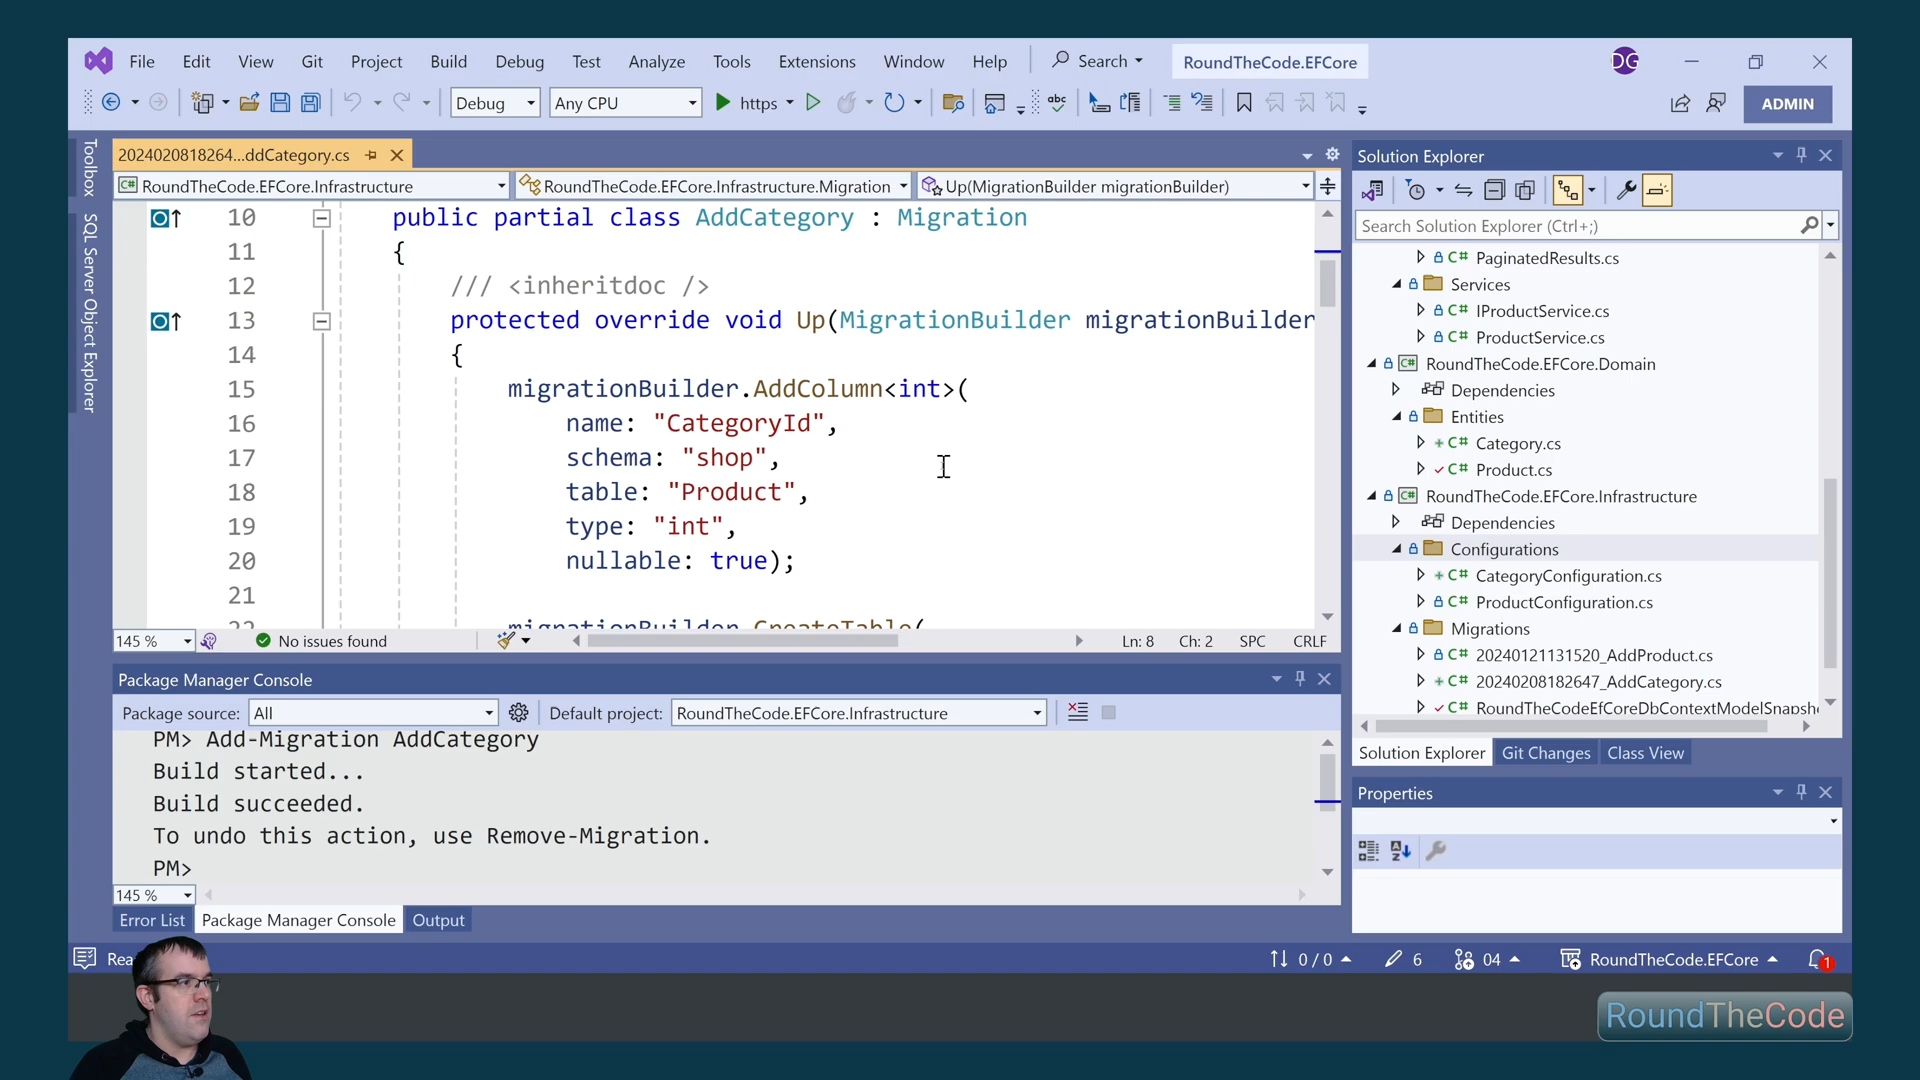 File Edit View Git Project Build Debug Test Analyze Tools Extensions Window Help Search RoundTheCode.EFCore DG
Debug Any CPU https abc ADMIN
Toolbox
SQL Server Object Explorer
2024020818264...ddCategory.cs
RoundTheCode.EFCore.Infrastructure RoundTheCode.EFCore.Infrastructure.Migration Up(MigrationBuilder migrationBuilder)
10 public partial class AddCategory : Migration
11 {
12 /// <inheritdoc />
13 protected override void Up(MigrationBuilder migrationBuilder
14 {
15 migrationBuilder.AddColumn<int>(
16 name: "CategoryId",
17 schema: "shop",
18 table: "Product",
19 type: "int",
20 nullable: true);
21
22 migrationBuilder.CreateTable(
145 % No issues found Ln: 8 Ch: 2 SPC CRLF
Package Manager Console
Package source: All Default project: RoundTheCode.EFCore.Infrastructure
PM> Add-Migration AddCategory
Build started...
Build succeeded.
To undo this action, use Remove-Migration.
PM>
145 %
Error List Package Manager Console Output
Solution Explorer
Search Solution Explorer (Ctrl+;)
C# PaginatedResults.cs
Services
C# IProductService.cs
C# ProductService.cs
C# RoundTheCode.EFCore.Domain
Dependencies
Entities
+ C# Category.cs
C# Product.cs
C# RoundTheCode.EFCore.Infrastructure
Dependencies
Configurations
+ C# CategoryConfiguration.cs
C# ProductConfiguration.cs
Migrations
C# 20240121131520_AddProduct.cs
+ C# 20240208182647_AddCategory.cs
C# RoundTheCodeEfCoreDbContextModelSnapsh
Solution Explorer Git Changes Class View
Properties
Rea 0 / 0 6 04 RoundTheCode.EFCore 1
RoundTheCode